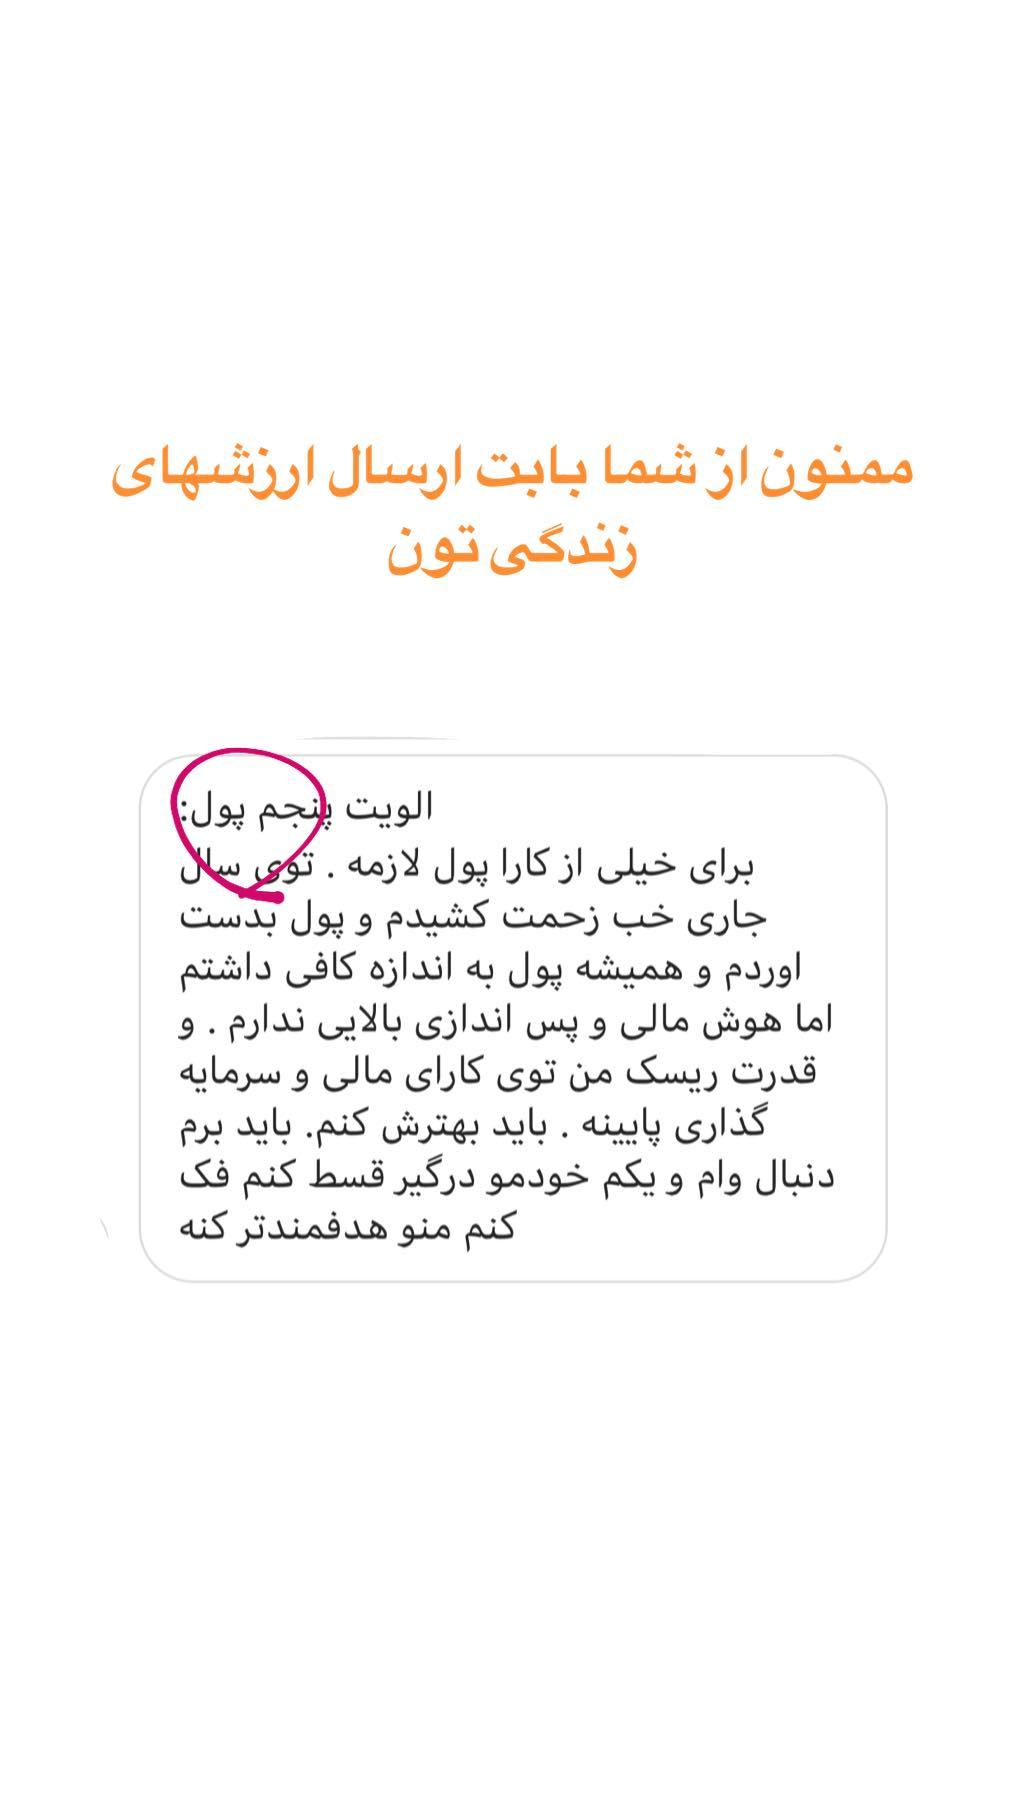 ممنون از شما بابت ارسال ارزشهای
زندگی تون
الویت پنجم پول:
برای خیلی از کارا پول لازمه . توی سال
جاری خب زحمت کشیدم و پول بدست
اوردم و همیشه پول به اندازه کافی داشتم
اما هوش مالی و پس اندازی بالایی ندارم . و
قدرت ریسک من توی کارای مالی و سرمایه
گذاری پایینه . باید بهترش کنم. باید برم
دنبال وام و یکم خودمو درگیر قسط کنم فک
کنم منو هدفمندتر کنه